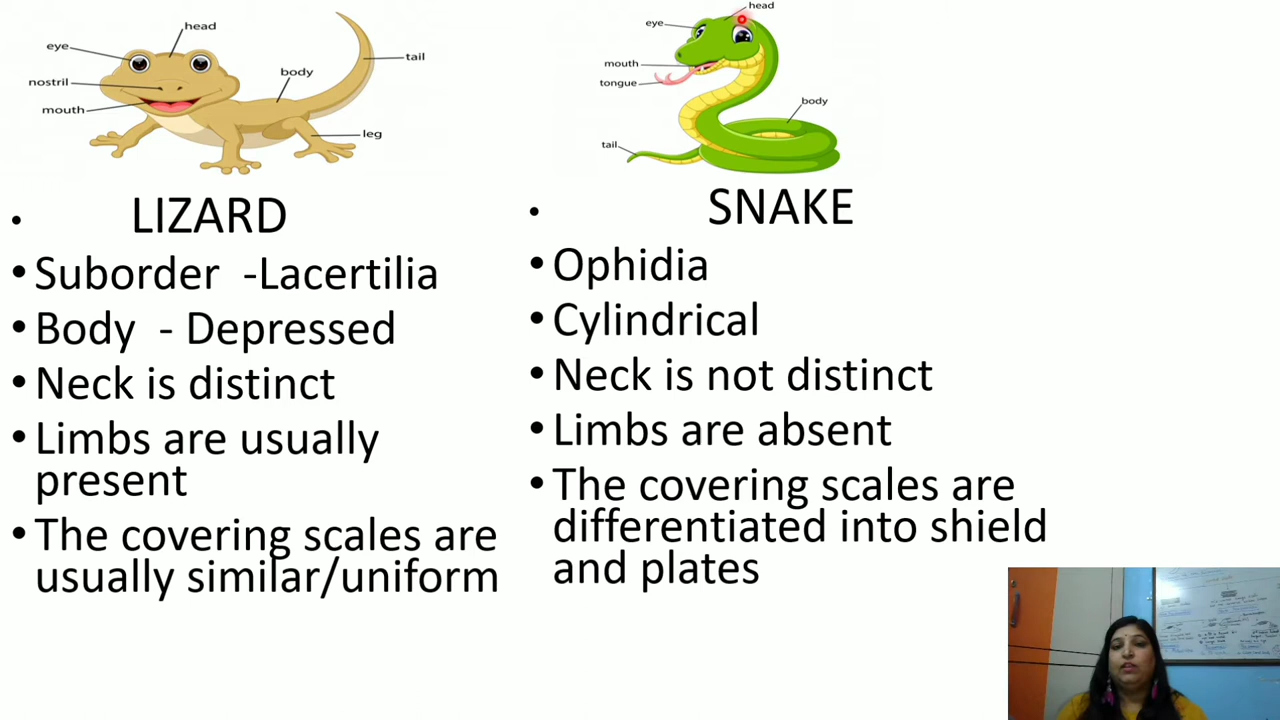 head
eye
nostril
mouth
body
tail
leg
head
eye
mouth
tongue
body
tail
• LIZARD
• Suborder -Lacertilia
• Body - Depressed
• Neck is distinct
• Limbs are usually
present
• The covering scales are
usually similar/uniform
• SNAKE
• Ophidia
• Cylindrical
• Neck is not distinct
• Limbs are absent
• The covering scales are
differentiated into shield
and plates